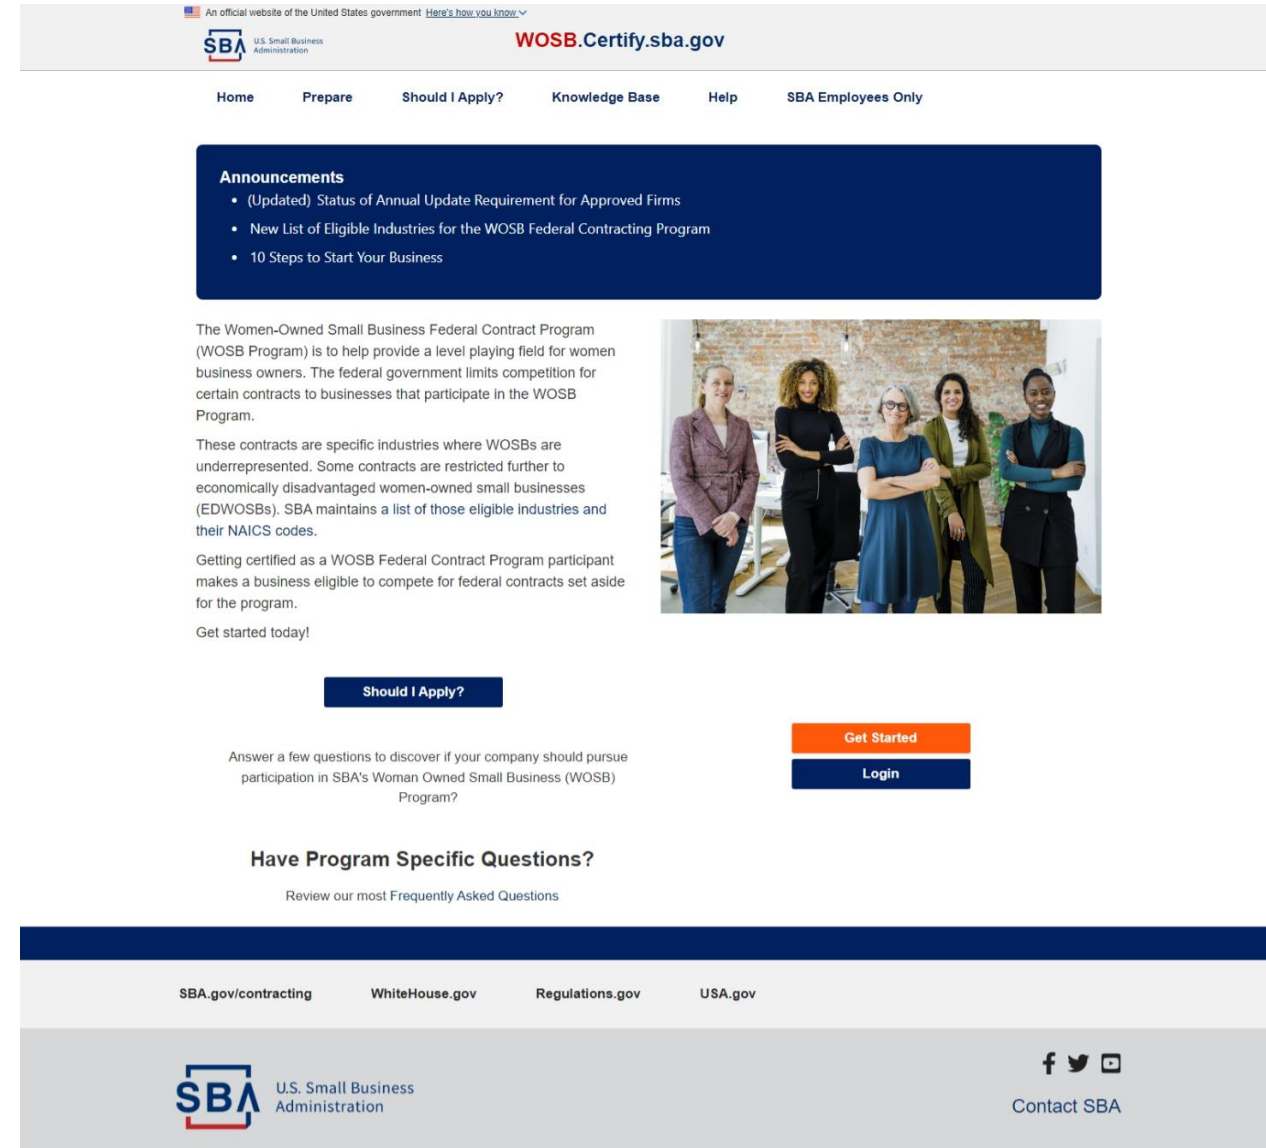 An official website of the United States government Here's how you know
SBA
U.S. Small Business
Administration
WOSB.Certify.sba.gov
Home Prepare Should I Apply? Knowledge Base Help SBA Employees Only
Announcements
• (Updated) Status of Annual Update Requirement for Approved Firms
• New List of Eligible Industries for the WOSB Federal Contracting Program
• 10 Steps to Start Your Business
The Women-Owned Small Business Federal Contract Program
(WOSB Program) is to help provide a level playing field for women
business owners. The federal government limits competition for
certain contracts to businesses that participate in the WOSB
Program.
These contracts are specific industries where WOSBs are
underrepresented. Some contracts are restricted further to
economically disadvantaged women-owned small businesses
(EDWOSBs). SBA maintains a list of those eligible industries and
their NAICS codes.
Getting certified as a WOSB Federal Contract Program participant
makes a business eligible to compete for federal contracts set aside
for the program.
Get started today!
Should I Apply?
Answer a few questions to discover if your company should pursue
participation in SBA's Woman Owned Small Business (WOSB)
Program?
Get Started
Login
Have Program Specific Questions?
Review our most Frequently Asked Questions
SBA.gov/contracting WhiteHouse.gov Regulations.gov USA.gov
SBA
U.S. Small Business
Administration
Contact SBA